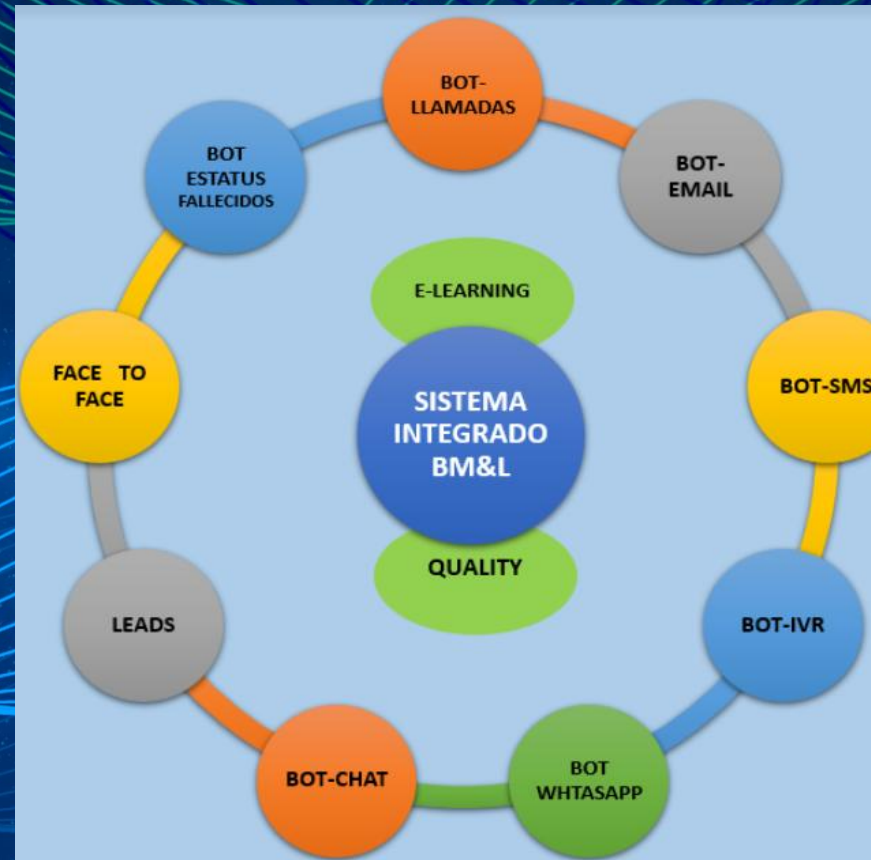 BOT-
LLAMADAS
BOT
ESTATUS
FALLECIDOS
BOT-
EMAIL
E-LEARNING
FACE TO
FACE
SISTEMA
INTEGRADO
BM&L
BOT-SMS
QUALITY
LEADS
BOT-IVR
BOT-CHAT
BOT
WHTASAPP